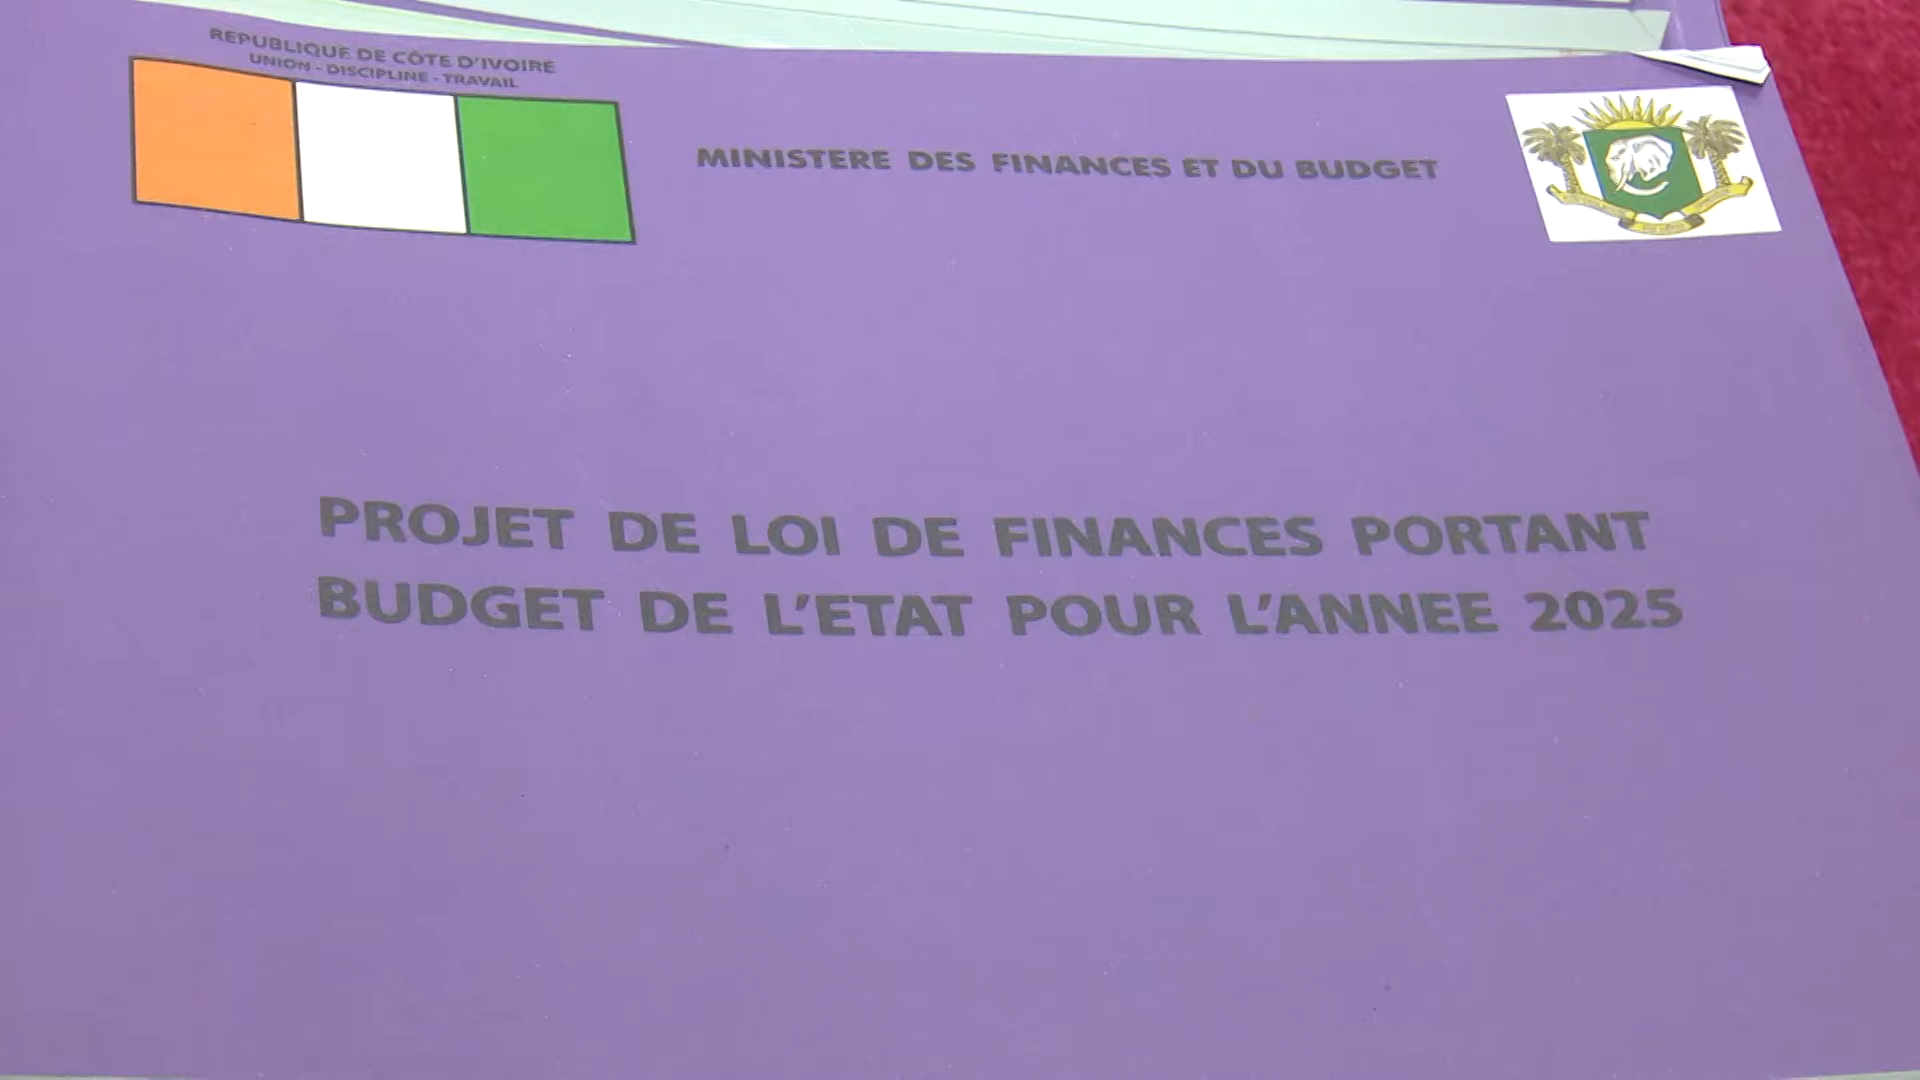 REPUBLIQUE DE CÔTE D'IVOIRE
UNION - DISCIPLINE - TRAVAIL
MINISTERE DES FINANCES ET DU BUDGET
PROJET DE LOI DE FINANCES PORTANT
BUDGET DE L'ETAT POUR L'ANNEE 2025